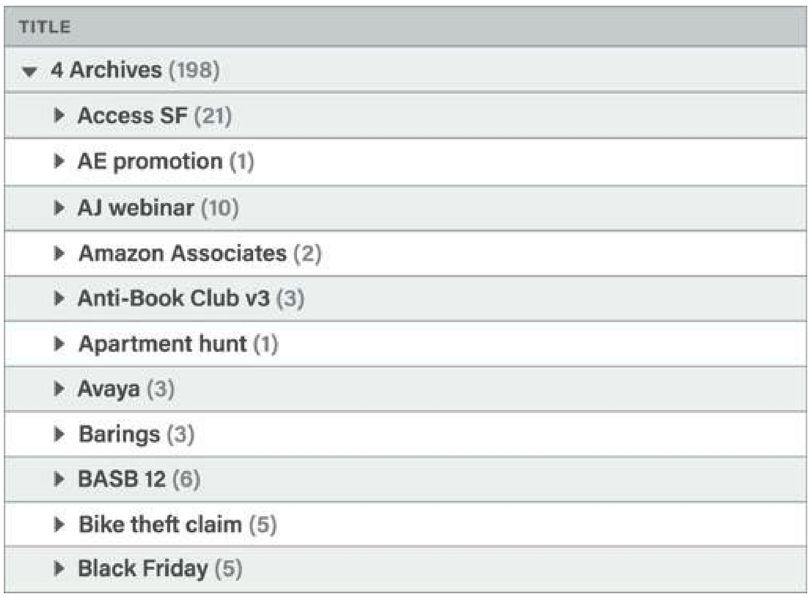 TITLE
4 Archives (198)
Access SF (21)
AE promotion (1)
AJ webinar (10)
Amazon Associates (2)
Anti-Book Club v3 (3)
Apartment hunt (1)
Avaya (3)
Barings (3)
BASB 12 (6)
Bike theft claim (5)
Black Friday (5)